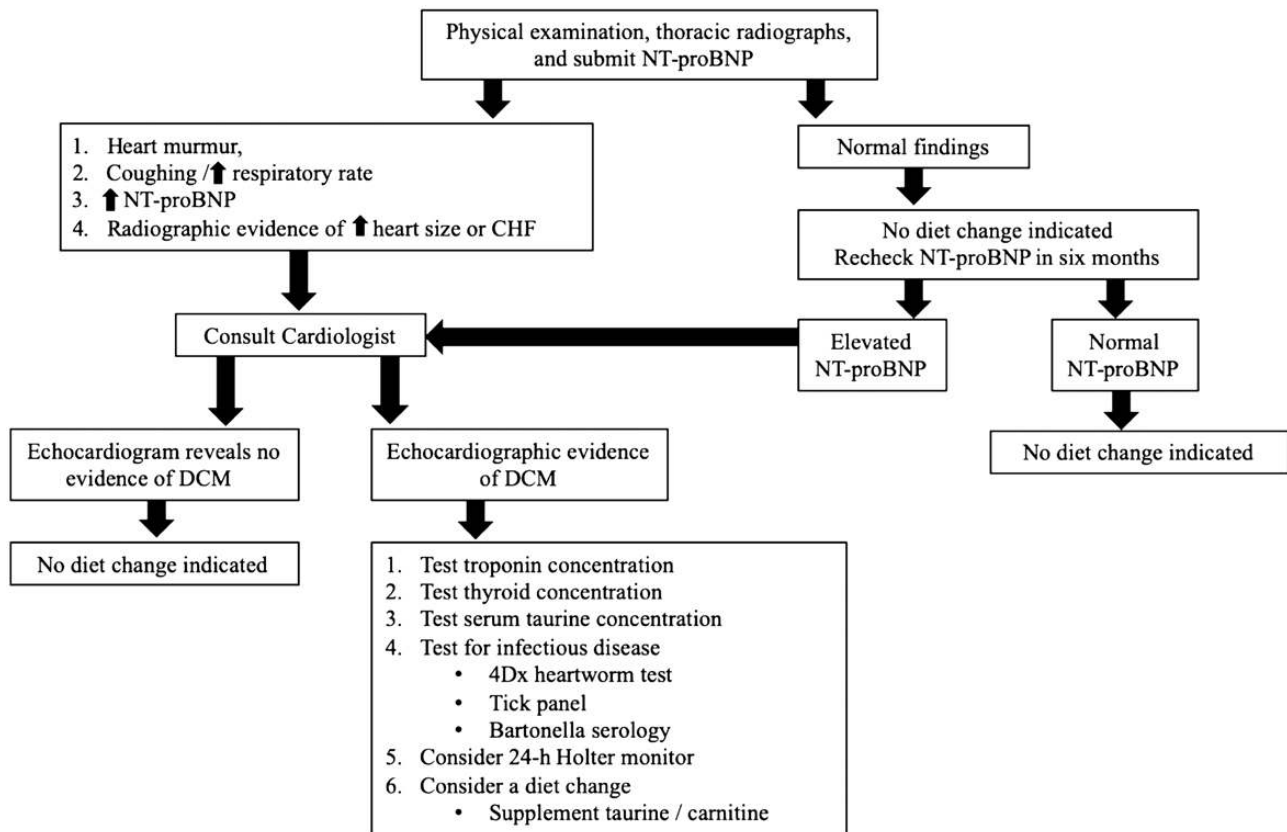 Physical examination, thoracic radiographs,
and submit NT-proBNP
1. Heart murmur,
2. Coughing /⬆ respiratory rate
3. ⬆ NT-proBNP
4. Radiographic evidence of ⬆ heart size or CHF
Normal findings
No diet change indicated
Recheck NT-proBNP in six months
Consult Cardiologist
Elevated
NT-proBNP
Normal
NT-proBNP
Echocardiogram reveals no
evidence of DCM
Echocardiographic evidence
of DCM
No diet change indicated
No diet change indicated
1. Test troponin concentration
2. Test thyroid concentration
3. Test serum taurine concentration
4. Test for infectious disease
• 4Dx heartworm test
• Tick panel
• Bartonella serology
5. Consider 24-h Holter monitor
6. Consider a diet change
• Supplement taurine / carnitine